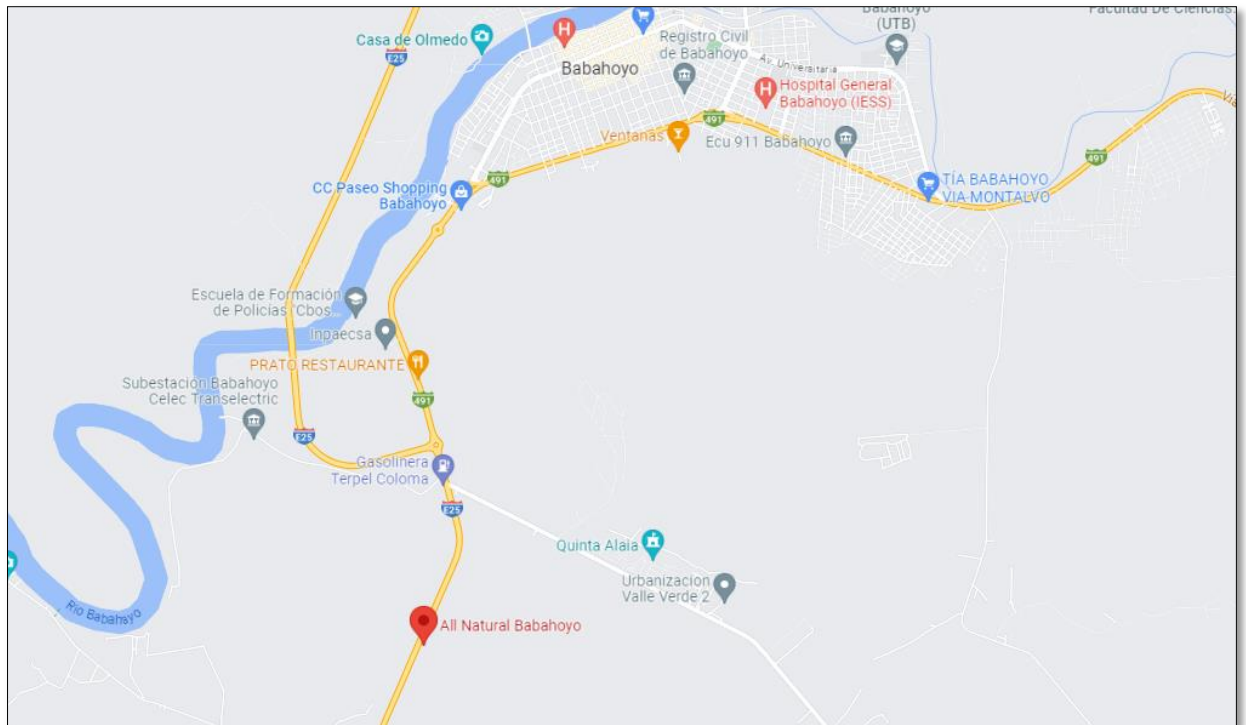 Babahoyo
(UTB)
Facultad De Ciencias
Casa de Olmedo
E25
Registro Civil
de Babahoyo
Av. Universitaria
Babahoyo
Hospital General
Babahoyo (IESS)
491
Ventanas
Ecu 911 Babahoyo
491
491
CC Paseo Shopping
Babahoyo
TÍA BABAHOYO
VIA MONTALVO
Escuela de Formación
de Policías "Cbos...
Inpaecsa
PRATO RESTAURANTE
Subestación Babahoyo
Celec Transelectric
491
E25
Gasolinera
Terpel Coloma
E25
Quinta Alaia
Urbanización
Valle Verde 2
Río Babahoyo
All Natural Babahoyo